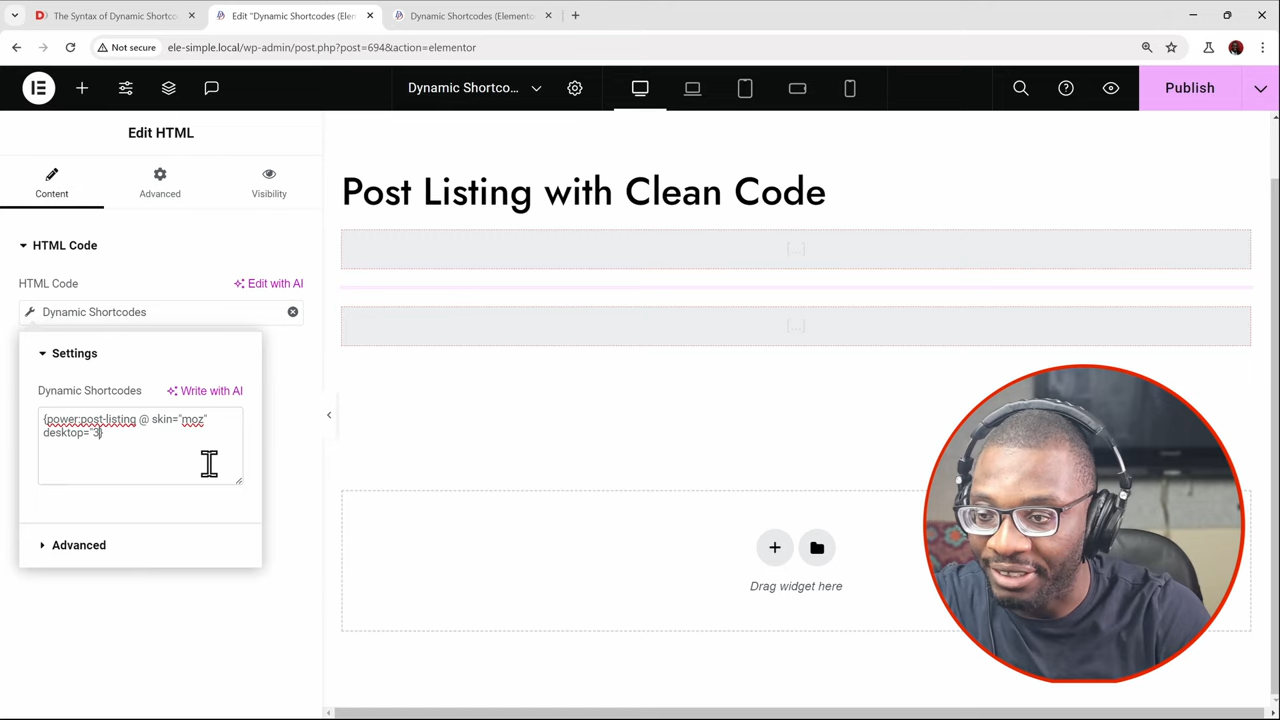 The Syntax of Dynamic Shortco
Edit "Dynamic Shortcodes (Elem
Dynamic Shortcodes (Elemento
Not secure
ele-simple.local/wp-admin/post.php?post=694&action=elementor
Dynamic Shortco...
Publish
Edit HTML
Content
Advanced
Visibility
HTML Code
HTML Code
Edit with AI
Dynamic Shortcodes
Settings
Dynamic Shortcodes
Write with AI
{power:post-listing @ skin="moz"
desktop="3}
Advanced
Post Listing with Clean Code
[...]
[...]
Drag widget here